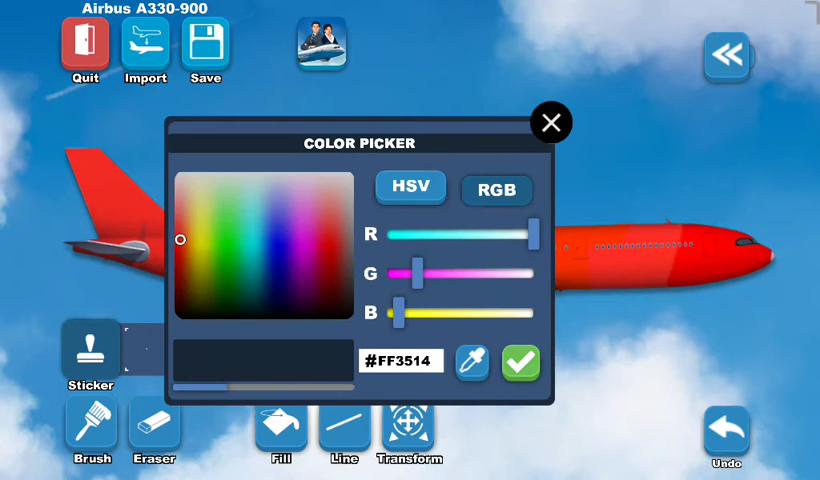 Airbus A330-900
Quit
Import
Save
COLOR PICKER
HSV
RGB
R
G
B
#FF3514
Sticker
Brush
Eraser
Fill
Line
Transform
Undo